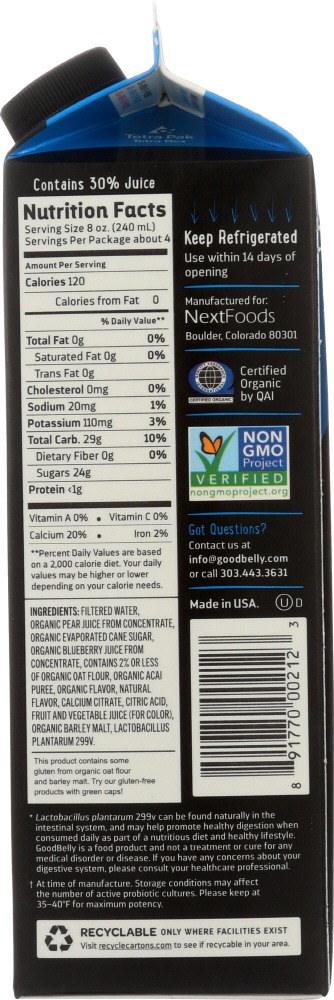 Tetra Pak
Tetra Rex
Contains 30% Juice
Nutrition Facts
Serving Size 8 oz. (240 mL)
Servings Per Package about 4
Amount Per Serving
Calories 120
Calories from Fat 0
% Daily Value**
Total Fat 0g 0%
Saturated Fat 0g 0%
Trans Fat 0g
Cholesterol 0mg 0%
Sodium 20mg 1%
Potassium 110mg 3%
Total Carb. 29g 10%
Dietary Fiber 0g 0%
Sugars 24g
Protein <1g
Vitamin A 0% • Vitamin C 0%
Calcium 20% • Iron 2%
**Percent Daily Values are based
on a 2,000 calorie diet. Your daily
values may be higher or lower
depending on your calorie needs.
INGREDIENTS: FILTERED WATER,
ORGANIC PEAR JUICE FROM CONCENTRATE,
ORGANIC EVAPORATED CANE SUGAR,
ORGANIC BLUEBERRY JUICE FROM
CONCENTRATE, CONTAINS 2% OR LESS
OF ORGANIC OAT FLOUR, ORGANIC ACAI
PUREE, ORGANIC FLAVOR, NATURAL
FLAVOR, CALCIUM CITRATE, CITRIC ACID,
FRUIT AND VEGETABLE JUICE (FOR COLOR),
ORGANIC BARLEY MALT, LACTOBACILLUS
PLANTARUM 299V.
This product contains some
gluten from organic oat flour
and barley malt. Try our gluten-free
products with green caps!
Keep Refrigerated
Use within 14 days of
opening
Manufactured for:
NextFoods
Boulder, Colorado 80301
Q
CERTIFIED ORGANIC
Certified
Organic
by QAI
NON
GMO
Project
VERIFIED
nongmoproject.org
Got Questions?
Contact us at
info@goodbelly.com
or call 303.443.3631
Made in USA. U D
8 91770 00212 3
* Lactobacillus plantarum 299v can be found naturally in the
intestinal system, and may help promote healthy digestion when
consumed daily as part of a nutritious diet and healthy lifestyle.
GoodBelly is a food product and not a treatment or cure for any
medical disorder or disease. If you have any concerns about your
digestive system, please consult your healthcare professional.
† At time of manufacture. Storage conditions may affect
the number of active probiotic cultures. Please keep at
35-40°F for maximum potency.
RECYCLABLE ONLY WHERE FACILITIES EXIST
Visit recyclecartons.com to see if recycable in your area.